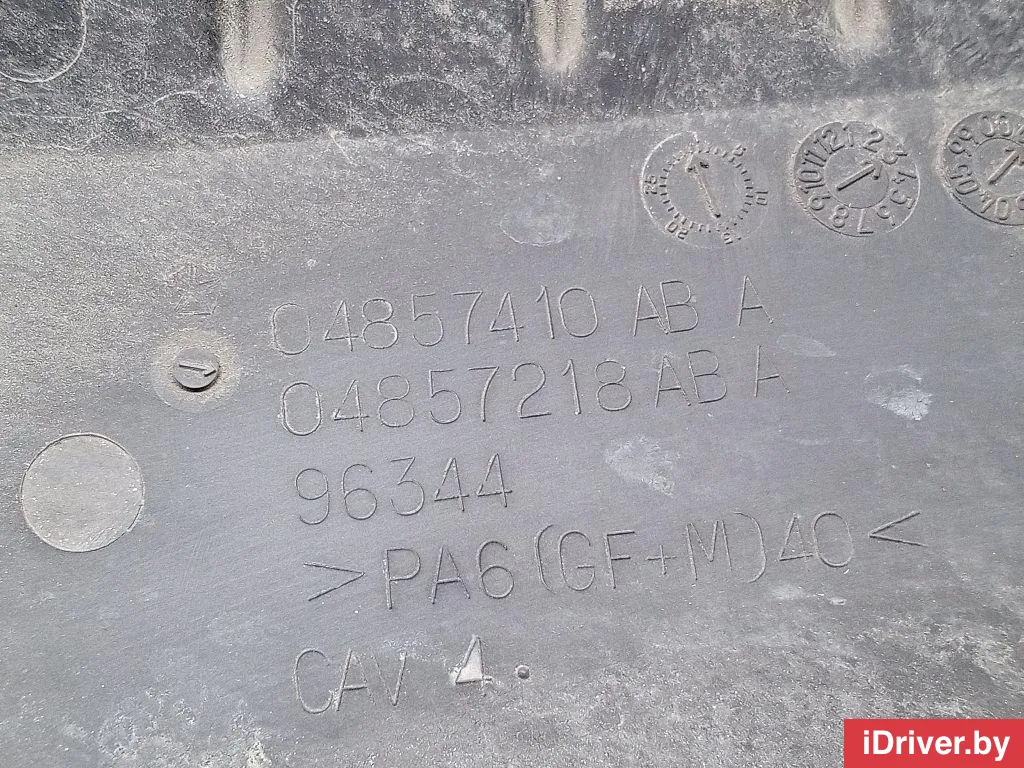 04857410 AB A
04857218 AB A
96344
>PA6(GF+M)40<
CAV 4.
iDriver.by